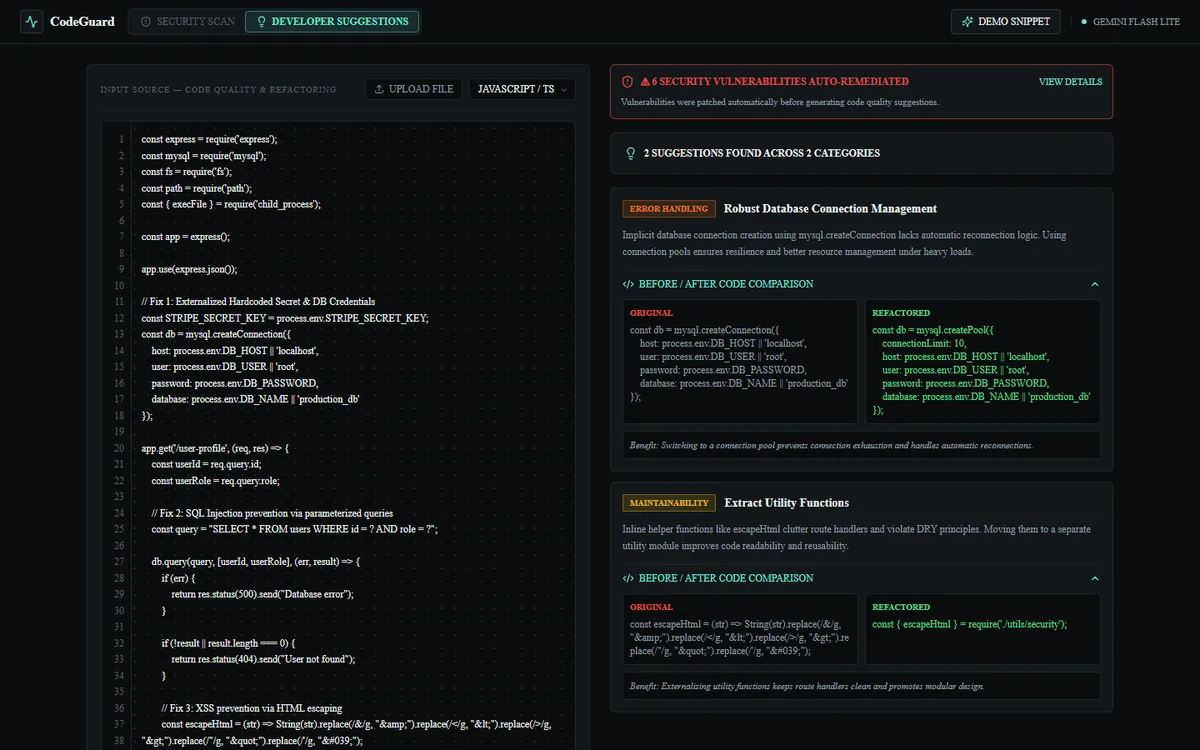 CodeGuard
SECURITY SCAN
DEVELOPER SUGGESTIONS
DEMO SNIPPET
GEMINI FLASH LITE
INPUT SOURCE — CODE QUALITY & REFACTORING
UPLOAD FILE
JAVASCRIPT / TS
1 const express = require('express');
2 const mysql = require('mysql');
3 const fs = require('fs');
4 const path = require('path');
5 const { execFile } = require('child_process');
6
7 const app = express();
8
9 app.use(express.json());
10
11 // Fix 1: Externalized Hardcoded Secret & DB Credentials
12 const STRIPE_SECRET_KEY = process.env.STRIPE_SECRET_KEY;
13 const db = mysql.createConnection({
14 host: process.env.DB_HOST || 'localhost',
15 user: process.env.DB_USER || 'root',
16 password: process.env.DB_PASSWORD,
17 database: process.env.DB_NAME || 'production_db'
18 });
19
20 app.get('/user-profile', (req, res) => {
21 const userId = req.query.id;
22 const userRole = req.query.role;
23
24 // Fix 2: SQL Injection prevention via parameterized queries
25 const query = "SELECT * FROM users WHERE id = ? AND role = ?";
26
27 db.query(query, [userId, userRole], (err, result) => {
28 if (err) {
29 return res.status(500).send("Database error");
30 }
31
32 if (!result || result.length === 0) {
33 return res.status(404).send("User not found");
34 }
35
36 // Fix 3: XSS prevention via HTML escaping
37 const escapeHtml = (str) => String(str).replace(/&/g, "&amp;").replace(/</g, "&lt;").replace(/>/g,
38 "&gt;").replace(/"/g, "&quot;").replace(/'/g, "&#039;");
⚠ 6 SECURITY VULNERABILITIES AUTO-REMEDIATED
VIEW DETAILS
Vulnerabilities were patched automatically before generating code quality suggestions.
2 SUGGESTIONS FOUND ACROSS 2 CATEGORIES
ERROR HANDLING
Robust Database Connection Management
Implicit database connection creation using mysql.createConnection lacks automatic reconnection logic. Using
connection pools ensures resilience and better resource management under heavy loads.
</> BEFORE / AFTER CODE COMPARISON
ORIGINAL
const db = mysql.createConnection({
host: process.env.DB_HOST || 'localhost',
user: process.env.DB_USER || 'root',
password: process.env.DB_PASSWORD,
database: process.env.DB_NAME || 'production_db'
});
REFACTORED
const db = mysql.createPool({
connectionLimit: 10,
host: process.env.DB_HOST || 'localhost',
user: process.env.DB_USER || 'root',
password: process.env.DB_PASSWORD,
database: process.env.DB_NAME || 'production_db'
});
Benefit: Switching to a connection pool prevents connection exhaustion and handles automatic reconnections.
MAINTAINABILITY
Extract Utility Functions
Inline helper functions like escapeHtml clutter route handlers and violate DRY principles. Moving them to a separate
utility module improves code readability and reusability.
</> BEFORE / AFTER CODE COMPARISON
ORIGINAL
const escapeHtml = (str) => String(str).replace(/&/g,
"&amp;").replace(/</g, "&lt;").replace(/>/g, "&gt;").re
place(/"/g, "&quot;").replace(/'/g, "&#039;");
REFACTORED
const { escapeHtml } = require('./utils/security');
Benefit: Externalizing utility functions keeps route handlers clean and promotes modular design.